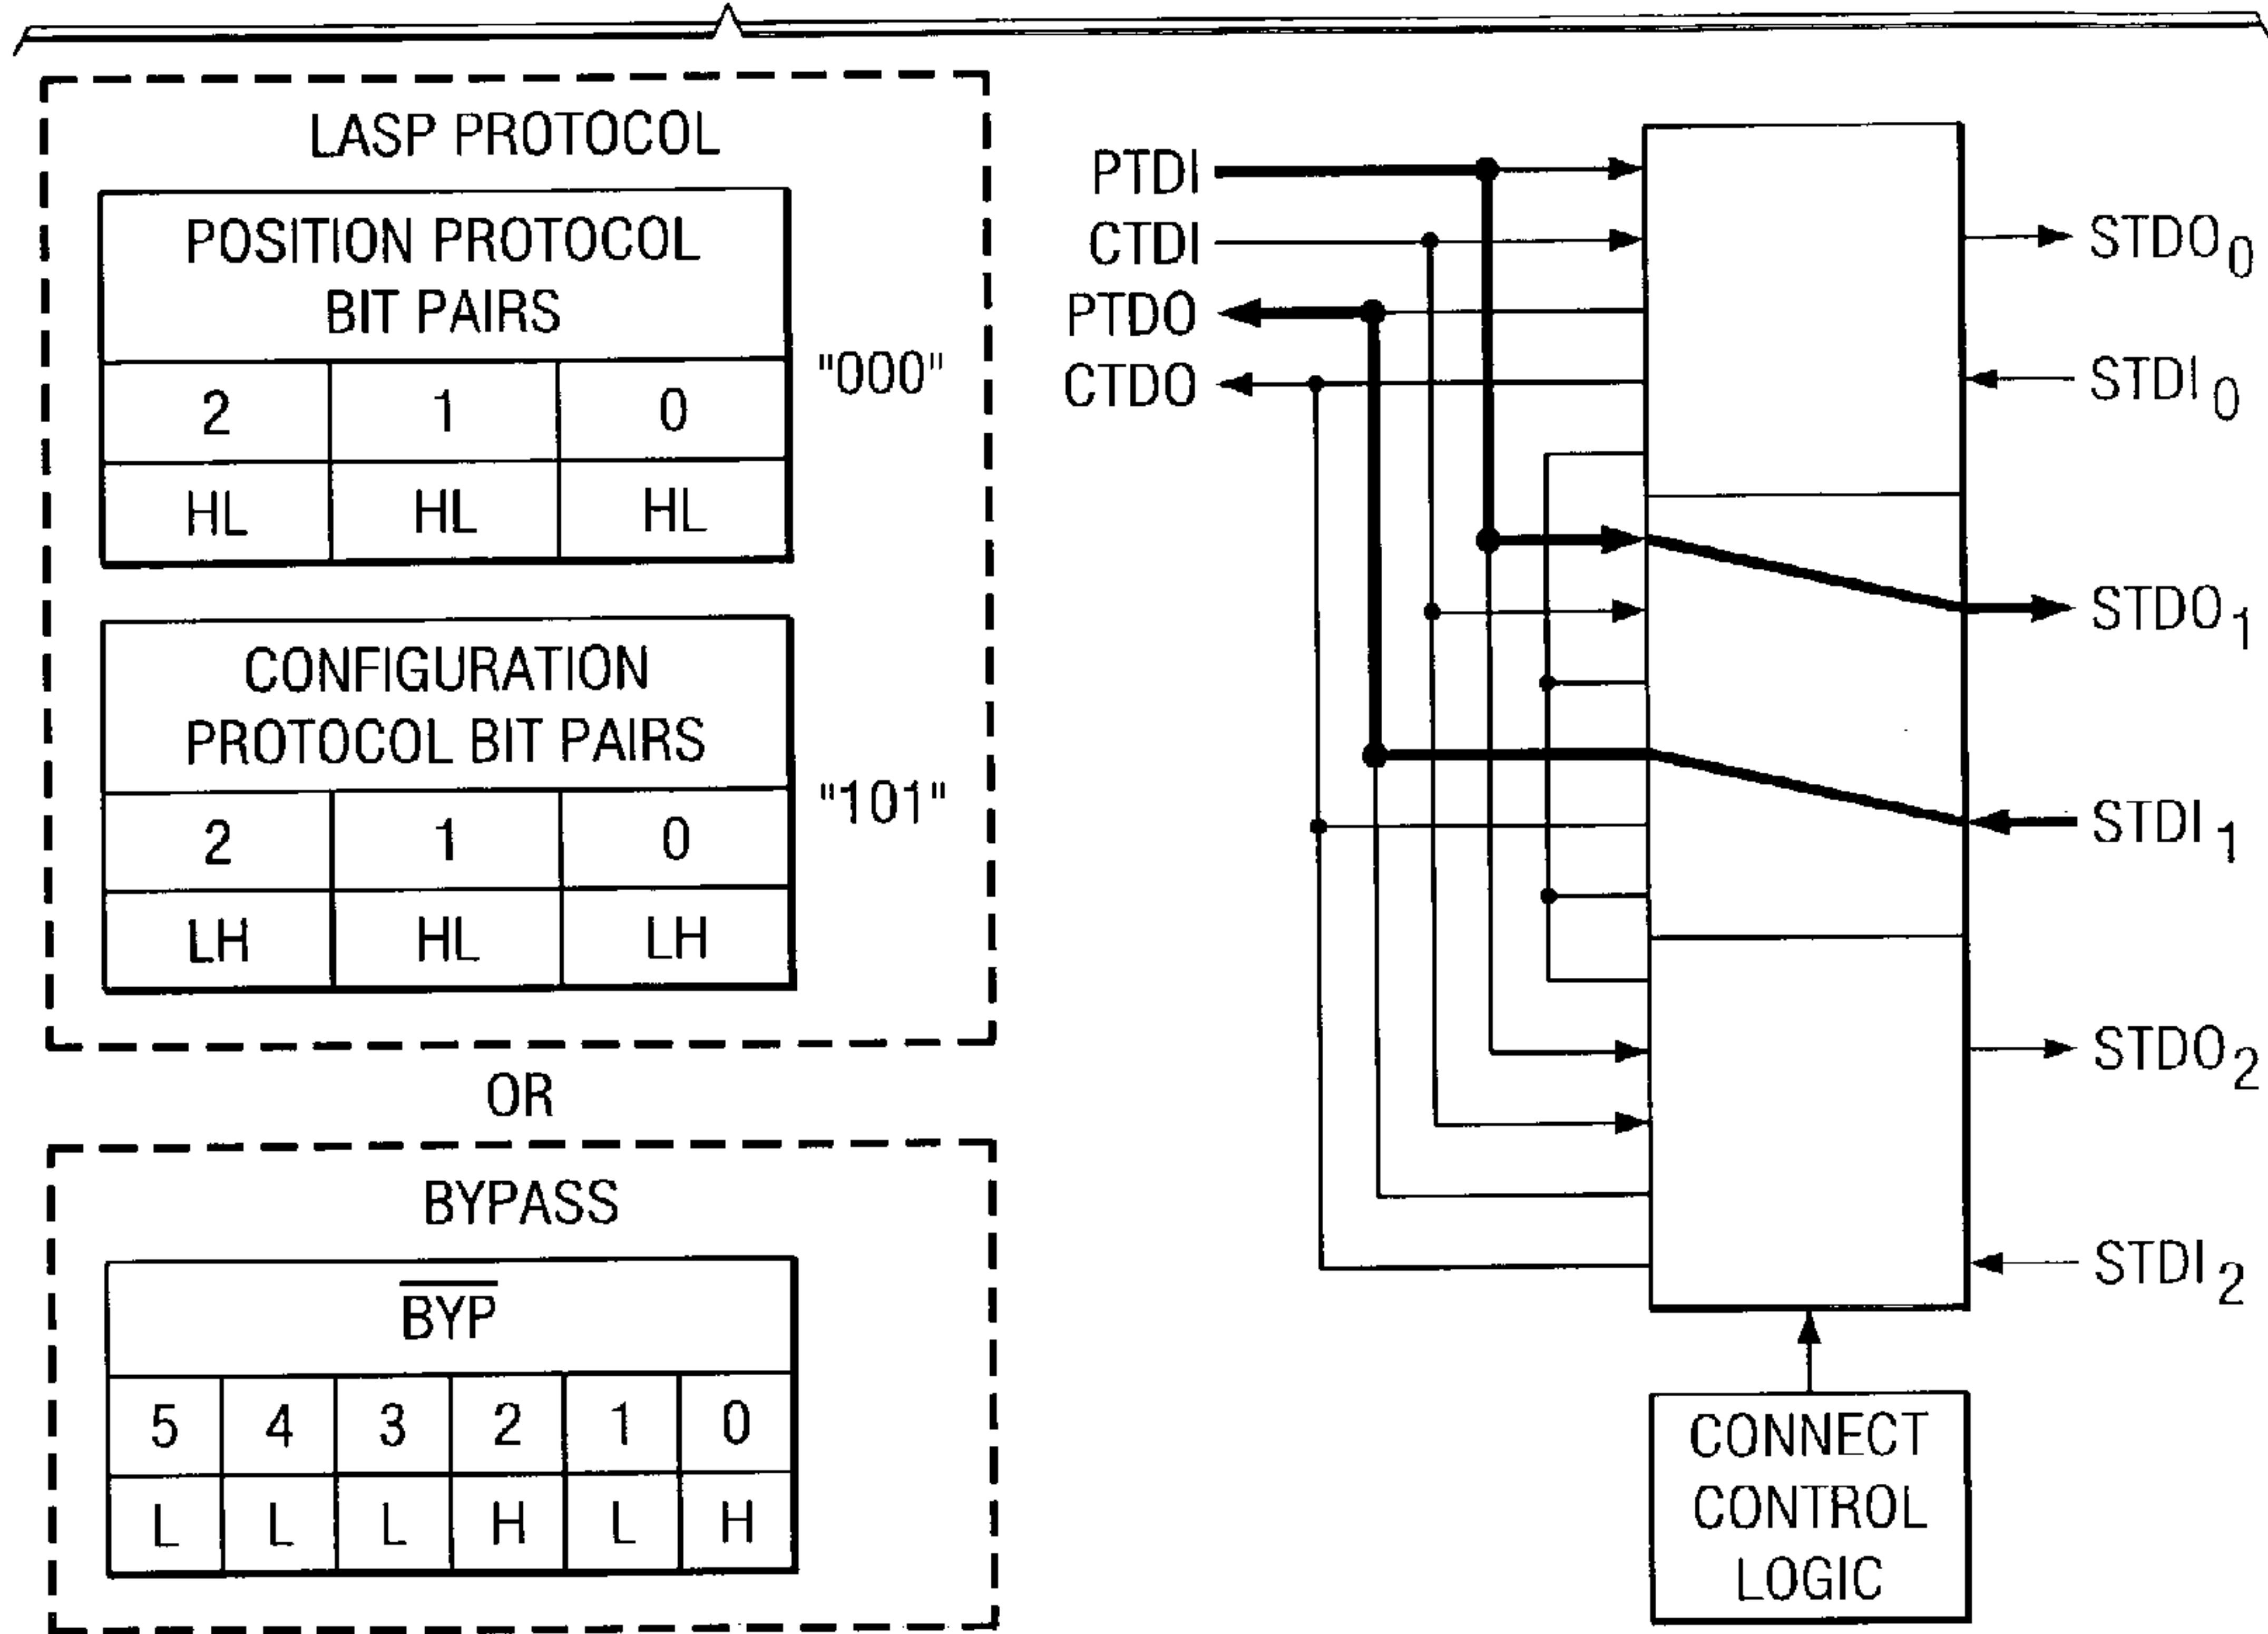 LASP PROTOCOL
POSITION PROTOCOL
BIT PAIRS
"000"
2 1 0
HL HL HL
CONFIGURATION
PROTOCOL BIT PAIRS
"101"
2 1 0
LH HL LH
OR
BYPASS
BYP
5 4 3 2 1 0
L L L H L H
PTDI
CTDI
PTDO
CTDO
STDO0
STDI0
STDO1
STDI1
STDO2
STDI2
CONNECT
CONTROL
LOGIC